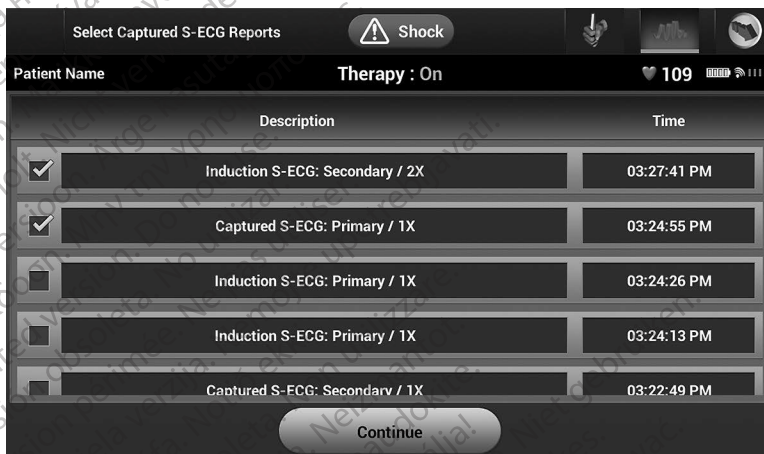 Select Captured S-ECG Reports
Shock
Patient Name
Therapy : On
109
Description
Time
Induction S-ECG: Secondary / 2X
03:27:41 PM
Captured S-ECG: Primary / 1X
03:24:55 PM
Induction S-ECG: Primary / 1X
03:24:26 PM
Induction S-ECG: Primary / 1X
03:24:13 PM
Captured S-ECG: Secondary / 1X
03:22:49 PM
Continue